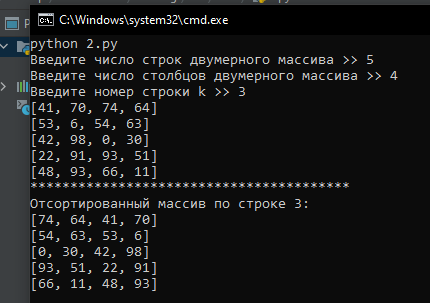 C:\Windows\system32\cmd.exe
python 2.py
Введите число строк двумерного массива >> 5
Введите число столбцов двумерного массива >> 4
Введите номер строки k >> 3
[41, 70, 74, 64]
[53, 6, 54, 63]
[42, 98, 0, 30]
[22, 91, 93, 51]
[48, 93, 66, 11]
****************************************
Отсортированный массив по строке 3:
[74, 64, 41, 70]
[54, 63, 53, 6]
[0, 30, 42, 98]
[93, 51, 22, 91]
[66, 11, 48, 93]